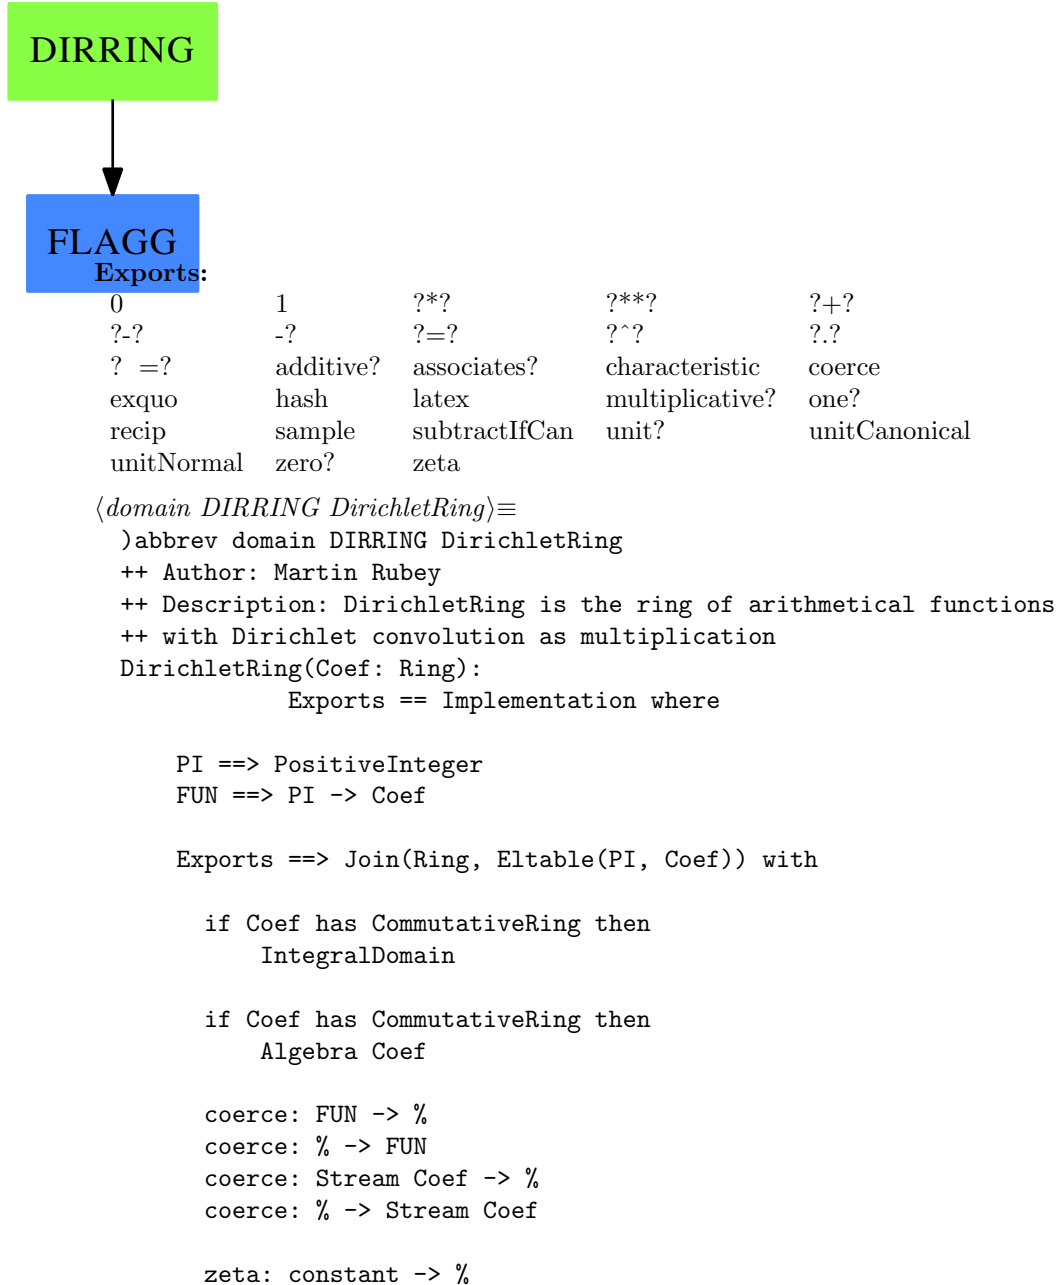 DIRRING
FLAGG
Exports:
0 1 ?*? ?**? ?+?
?-? -? ?=? ?ˆ? ?.?
? =? additive? associates? characteristic coerce
exquo hash latex multiplicative? one?
recip sample subtractIfCan unit? unitCanonical
unitNormal zero? zeta
⟨domain DIRRING DirichletRing⟩≡
)abbrev domain DIRRING DirichletRing
++ Author: Martin Rubey
++ Description: DirichletRing is the ring of arithmetical functions
++ with Dirichlet convolution as multiplication
DirichletRing(Coef: Ring):
Exports == Implementation where
PI ==> PositiveInteger
FUN ==> PI -> Coef
Exports ==> Join(Ring, Eltable(PI, Coef)) with
if Coef has CommutativeRing then
IntegralDomain
if Coef has CommutativeRing then
Algebra Coef
coerce: FUN -> %
coerce: % -> FUN
coerce: Stream Coef -> %
coerce: % -> Stream Coef
zeta: constant -> %